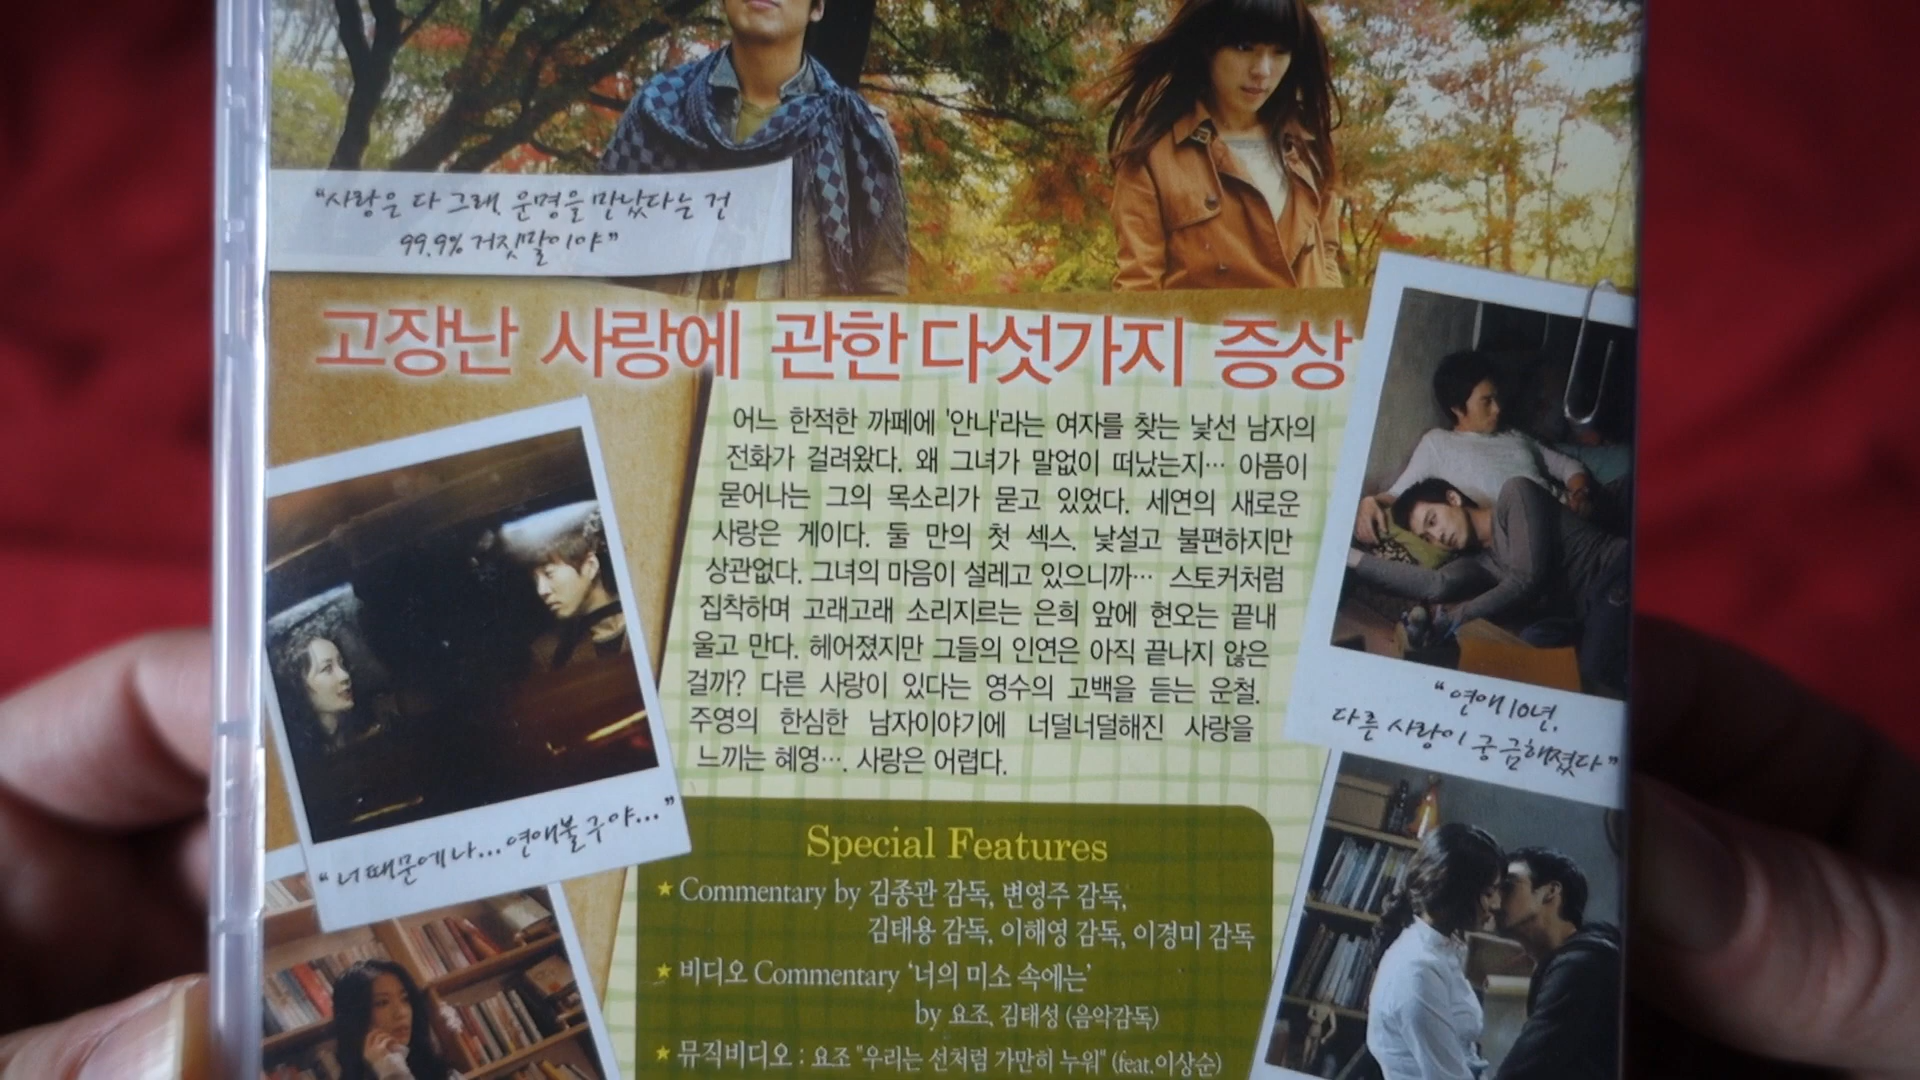 “사랑은 다 그래. 운명을 만났다는 건
99.9% 거짓말이야”
고장난 사랑에 관한 다섯가지 증상
어느 한적한 까페에 '안나'라는 여자를 찾는 낯선 남자의
전화가 걸려왔다. 왜 그녀가 말없이 떠났는지… 아픔이
묻어나는 그의 목소리가 묻고 있었다. 세연의 새로운
사랑은 게이다. 둘 만의 첫 섹스. 낯설고 불편하지만
상관없다. 그녀의 마음이 설레고 있으니까… 스토커처럼
집착하며 고래고래 소리지르는 은희 앞에 현오는 끝내
울고 만다. 헤어졌지만 그들의 인연은 아직 끝나지 않은
걸까? 다른 사랑이 있다는 영수의 고백을 듣는 운철.
주영의 한심한 남자이야기에 너덜너덜해진 사랑을
느끼는 혜영…. 사랑은 어렵다.
“연애 10년,
다른 사랑이 궁금해졌다”
“너 때문에 나... 연애불구야...”
Special Features
★ Commentary by 김종관 감독, 변영주 감독,
김태용 감독, 이해영 감독, 이경미 감독
★ 비디오 Commentary ‘너의 미소 속에는’
by 요조, 김태성 (음악감독)
★ 뮤직비디오 : 요조 "우리는 선처럼 가만히 누워" (feat.이상순)